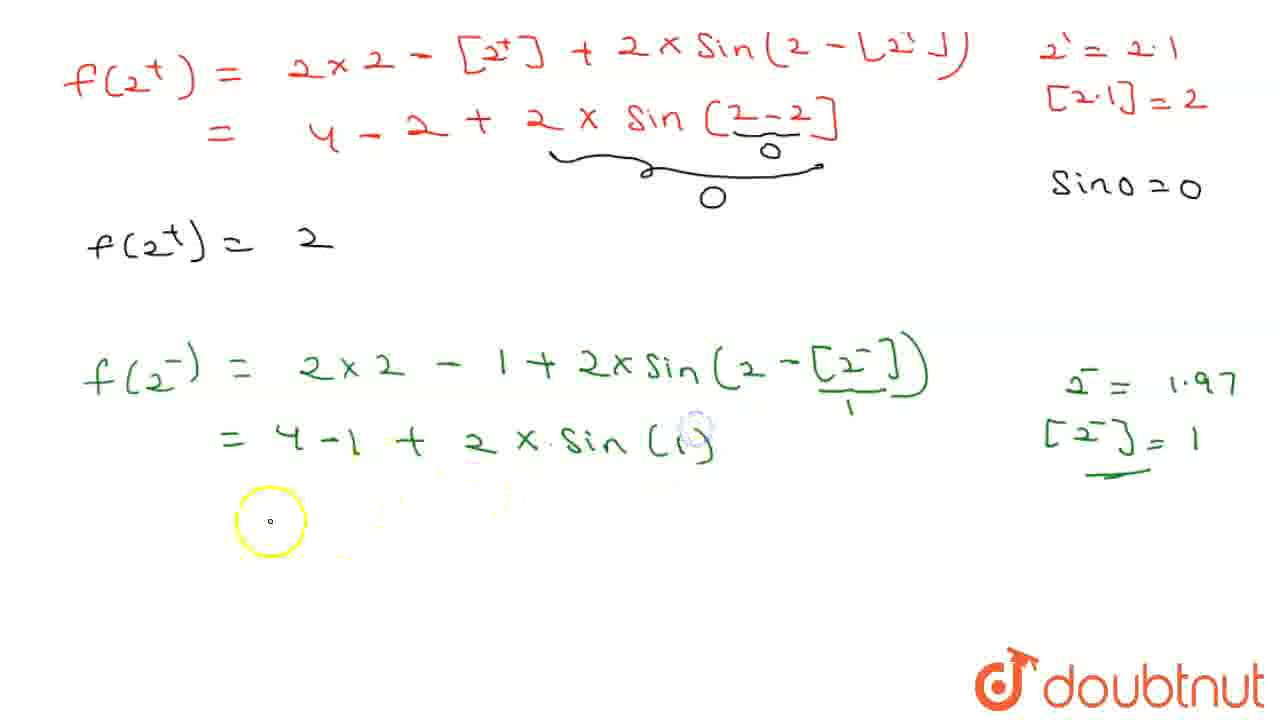 f(2⁺) = 2×2 - [2⁺] + 2× sin(2 - [2⁺])
2⁺ = 2.1
= 4 - 2 + 2 × sin [2-2]
[2.1] = 2
0
0
sin0 = 0
f(2⁺) = 2
f(2⁻) = 2×2 - 1 + 2×sin(2 - [2⁻])
1
2⁻ = 1.97
= 4-1 + 2 × sin (1)
[2⁻] = 1
doubtnut